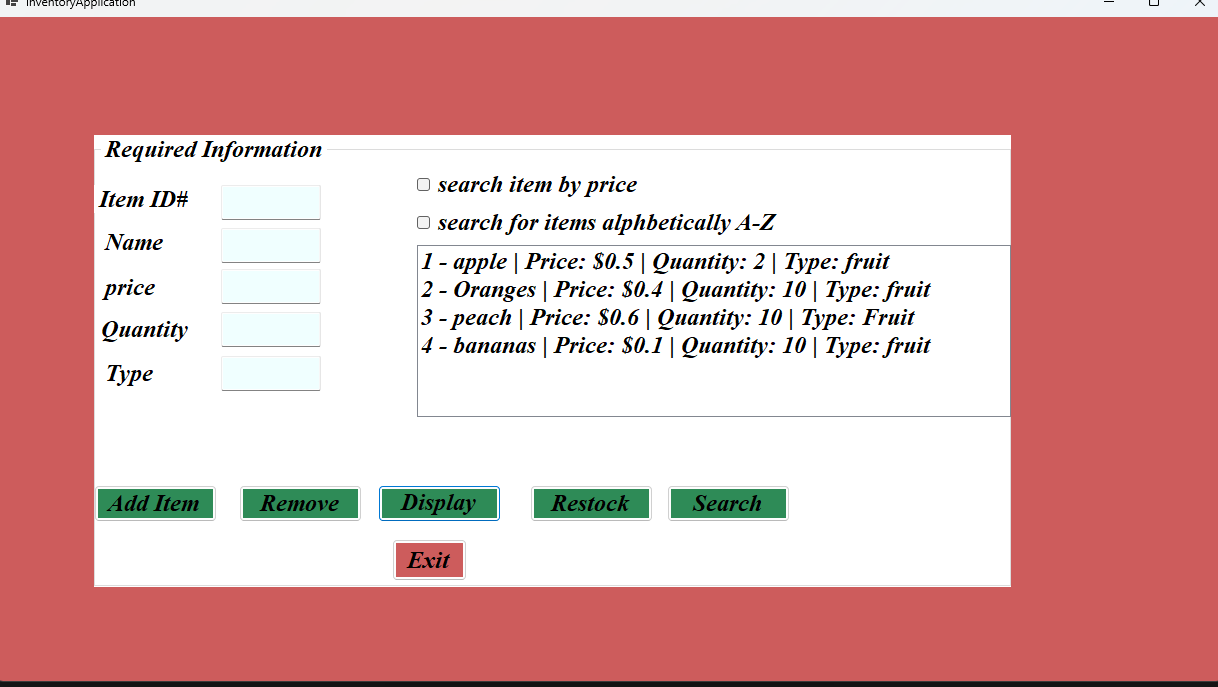 InventoryApplication
Required Information
Item ID#
Name
price
Quantity
Type
search item by price
search for items alphbetically A-Z
1 - apple | Price: $0.5 | Quantity: 2 | Type: fruit
2 - Oranges | Price: $0.4 | Quantity: 10 | Type: fruit
3 - peach | Price: $0.6 | Quantity: 10 | Type: Fruit
4 - bananas | Price: $0.1 | Quantity: 10 | Type: fruit
Add Item Remove Display Restock Search
Exit